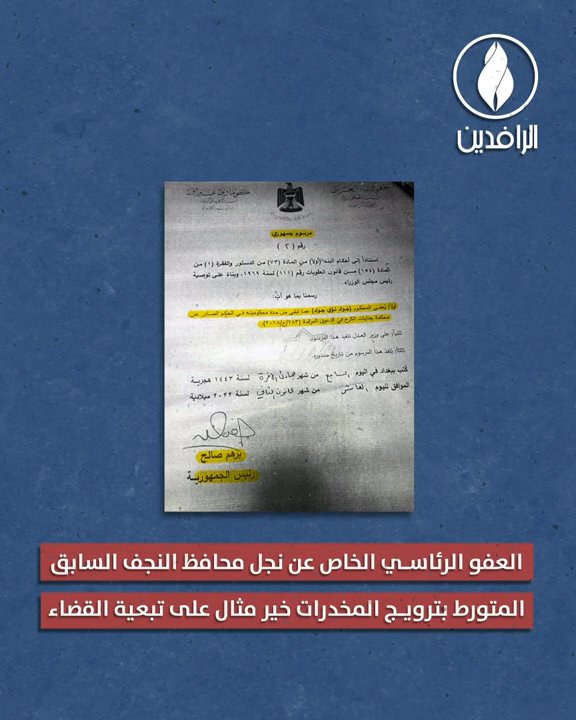 الرافدين
مرسوم جمهوري
رقم ( ٢ )
استناداً إلى أحكام البند (أولاً) من المادة (٧٣) من الدستور والفقرة (١) من
المادة (١٥٤) من قانون العقوبات رقم (١١١) لسنة ١٩٦٩، وبناءً على توصية
رئيس مجلس الوزراء.
رسمنا بما هو آتٍ:
أولاً: يعفى المحكوم (جواد لؤي جواد) عما تبقى من مدة محكوميته في الحكم الصادر عن
محكمة جنايات الكرخ في الدعوى المرقمة
ثانياً: على وزير العدل تنفيذ هذا المرسوم.
ثالثاً: ينفذ هذا المرسوم من تاريخ صدوره.
كتب ببغداد في اليوم السابع من شهر جمادى الآخرة لسنة ١٤٤٣ هجرية
الموافق لليوم العاشر من شهر كانون الثاني لسنة ٢٠٢٢ ميلادية
برهم صالح
رئيس الجمهورية
العفو الرئاسي الخاص عن نجل محافظ النجف السابق
المتورط بترويج المخدرات خير مثال على تبعية القضاء